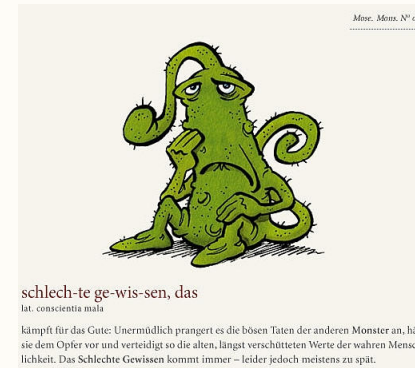 Mose. Mons. Nº
schlech-te ge-wis-sen, das
lat. conscientia mala
kämpft für das Gute: Unermüdlich prangert es die bösen Taten der anderen Monster an, hä
sie dem Opfer vor und verteidigt so die alten, längst verschütteten Werte der wahren Mensc
lichkeit. Das Schlechte Gewissen kommt immer – leider jedoch meistens zu spät.